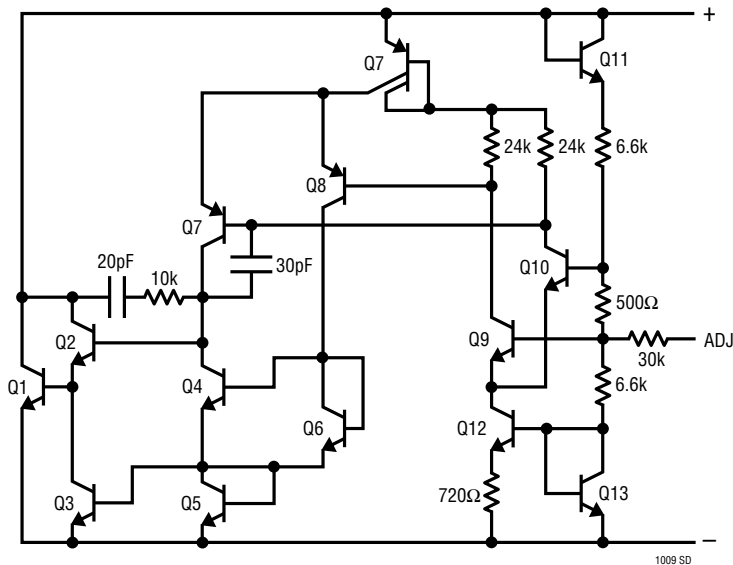 +
Q11
Q7
24k
24k
6.6k
Q8
Q7
30pF
20pF
10k
Q10
500Ω
Q2
Q9
ADJ
30k
Q1
Q4
6.6k
Q6
Q12
Q3
Q5
720Ω
Q13
–
1009 SD